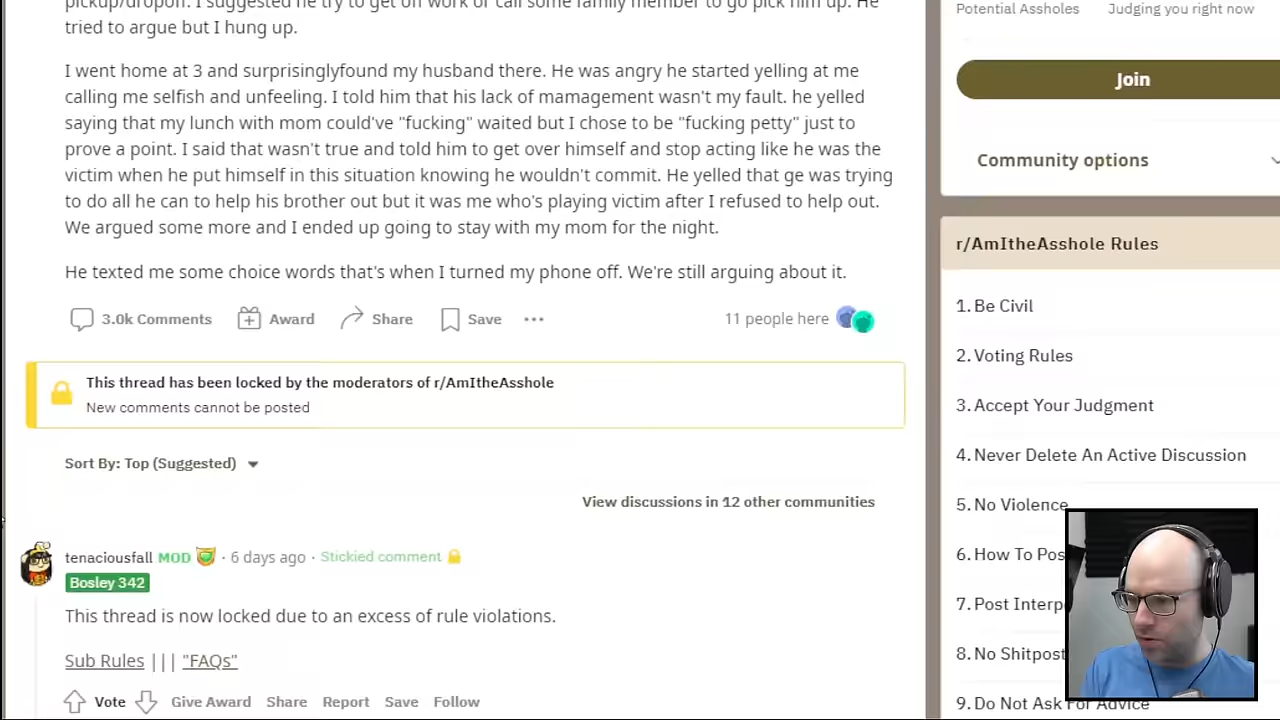 pickup/dropoff. I suggested he try to get off work or call some family member to go pick him up. He
tried to argue but I hung up.
I went home at 3 and surprisinglyfound my husband there. He was angry he started yelling at me
calling me selfish and unfeeling. I told him that his lack of mamagement wasn't my fault. he yelled
saying that my lunch with mom could've "fucking" waited but I chose to be "fucking petty" just to
prove a point. I said that wasn't true and told him to get over himself and stop acting like he was the
victim when he put himself in this situation knowing he wouldn't commit. He yelled that ge was trying
to do all he can to help his brother out but it was me who's playing victim after I refused to help out.
We argued some more and I ended up going to stay with my mom for the night.
He texted me some choice words that's when I turned my phone off. We're still arguing about it.
3.0k Comments Award Share Save
11 people here
This thread has been locked by the moderators of r/AmItheAsshole
New comments cannot be posted
Sort By: Top (Suggested)
View discussions in 12 other communities
tenaciousfall MOD · 6 days ago · Stickied comment
Bosley 342
This thread is now locked due to an excess of rule violations.
Sub Rules ||| "FAQs"
Vote Give Award Share Report Save Follow
Potential Assholes Judging you right now
Join
Community options
r/AmItheAsshole Rules
1. Be Civil
2. Voting Rules
3. Accept Your Judgment
4. Never Delete An Active Discussion
5. No Violence
6. How To Pos
7. Post Interp
8. No Shitpost
9. Do Not Ask For Advice